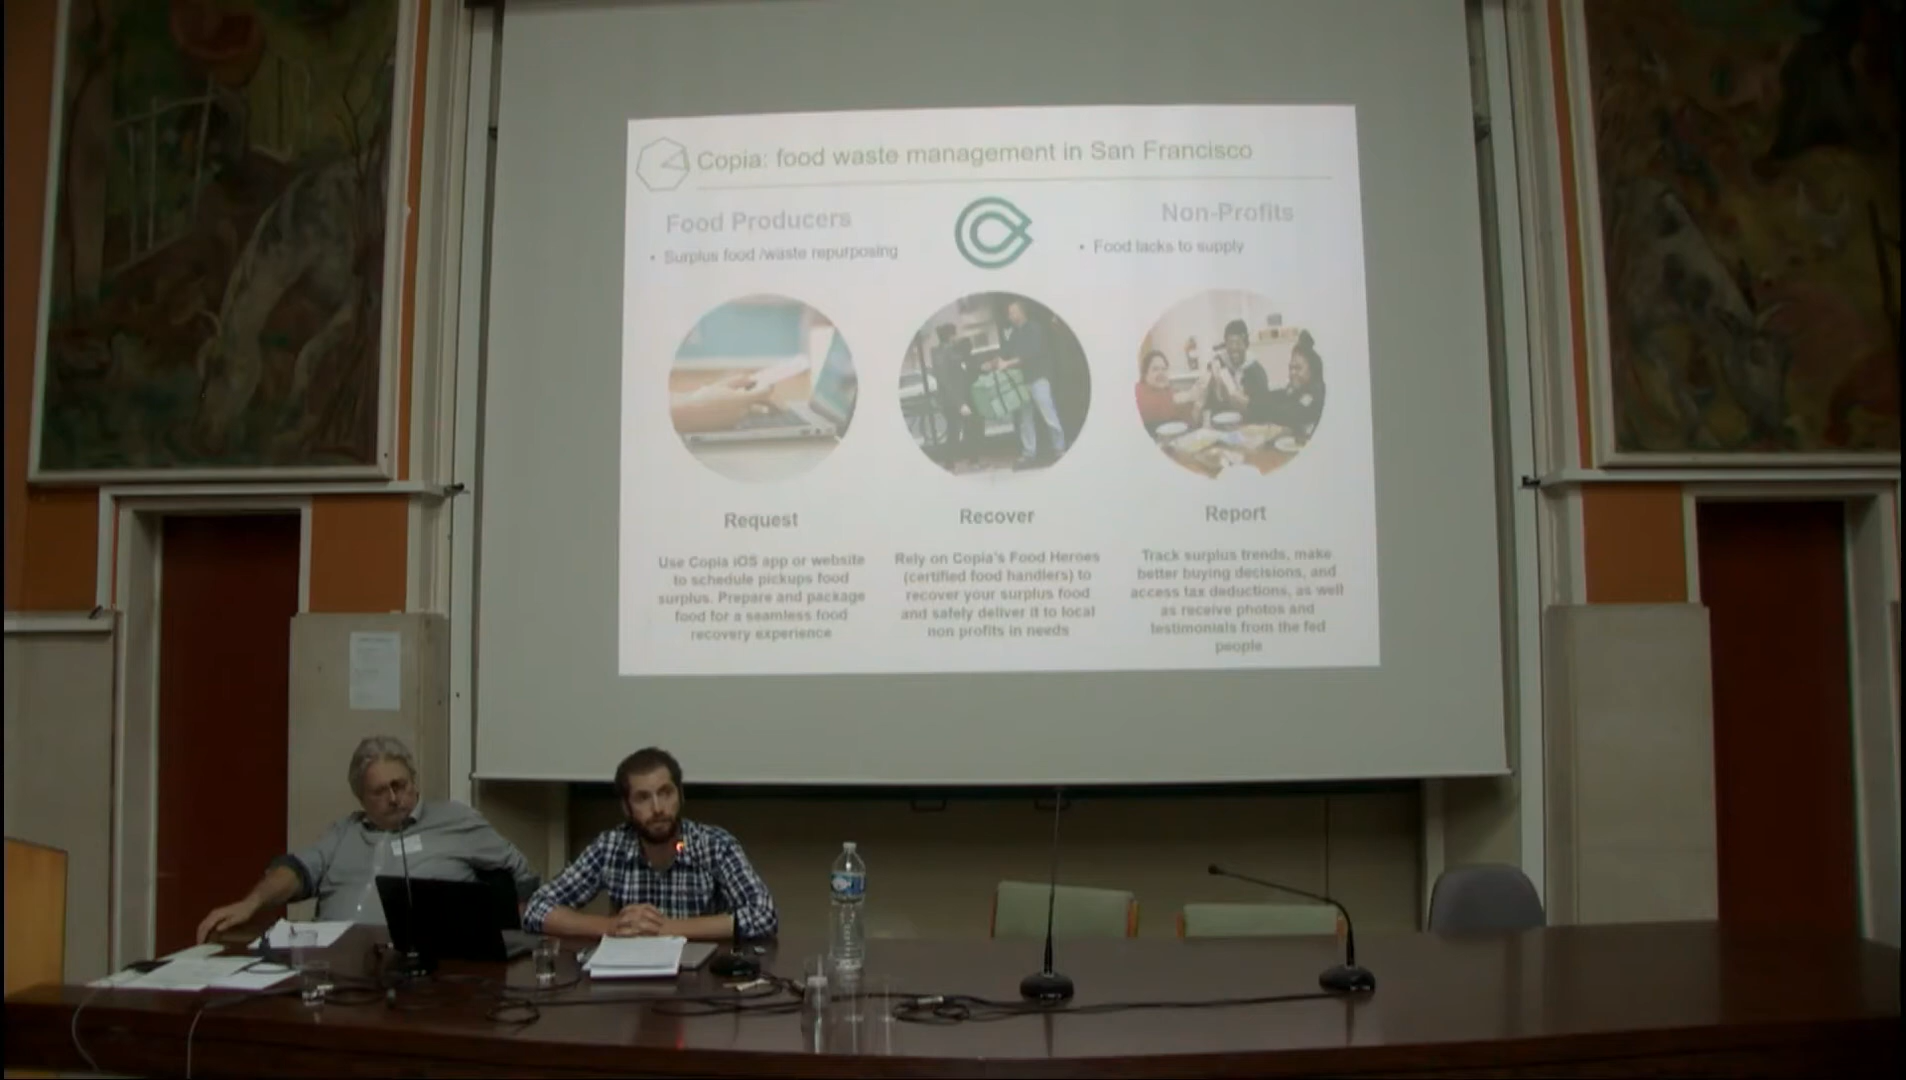 Copia: food waste management in San Francisco
Food Producers
• Surplus food /waste repurposing
Non-Profits
• Food lacks to supply
Request
Use Copia iOS app or website
to schedule pickups food
surplus. Prepare and package
food for a seamless food
recovery experience
Recover
Rely on Copia's Food Heroes
(certified food handlers) to
recover your surplus food
and safely deliver it to local
non profits in needs
Report
Track surplus trends, make
better buying decisions, and
access tax deductions, as well
as receive photos and
testimonials from the fed
people